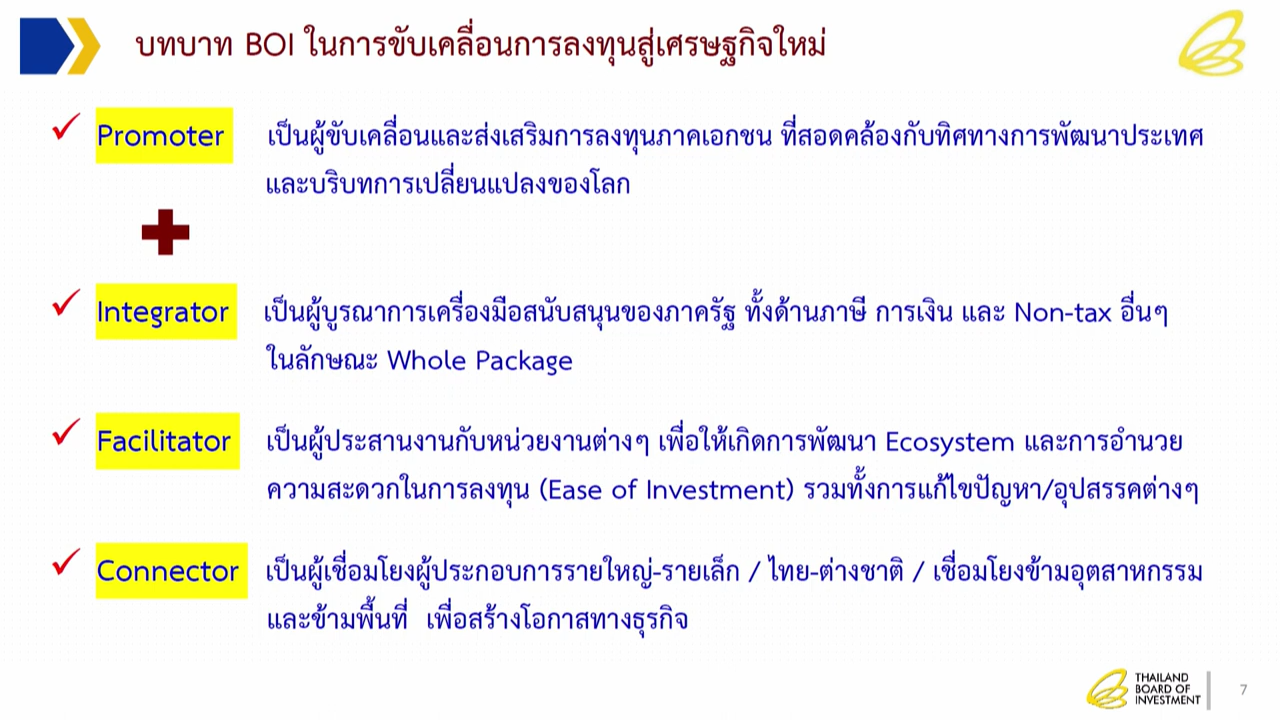 บทบาท BOI ในการขับเคลื่อนการลงทุนสู่เศรษฐกิจใหม่
Promoter เป็นผู้ขับเคลื่อนและส่งเสริมการลงทุนภาคเอกชน ที่สอดคล้องกับทิศทางการพัฒนาประเทศ
และบริบทการเปลี่ยนแปลงของโลก
Integrator เป็นผู้บูรณาการเครื่องมือสนับสนุนของภาครัฐ ทั้งด้านภาษี การเงิน และ Non-tax อื่นๆ
ในลักษณะ Whole Package
Facilitator เป็นผู้ประสานงานกับหน่วยงานต่างๆ เพื่อให้เกิดการพัฒนา Ecosystem และการอำนวย
ความสะดวกในการลงทุน (Ease of Investment) รวมทั้งการแก้ไขปัญหา/อุปสรรคต่างๆ
Connector เป็นผู้เชื่อมโยงผู้ประกอบการรายใหญ่-รายเล็ก / ไทย-ต่างชาติ / เชื่อมโยงข้ามอุตสาหกรรม
และข้ามพื้นที่ เพื่อสร้างโอกาสทางธุรกิจ
THAILAND
BOARD OF
INVESTMENT
7